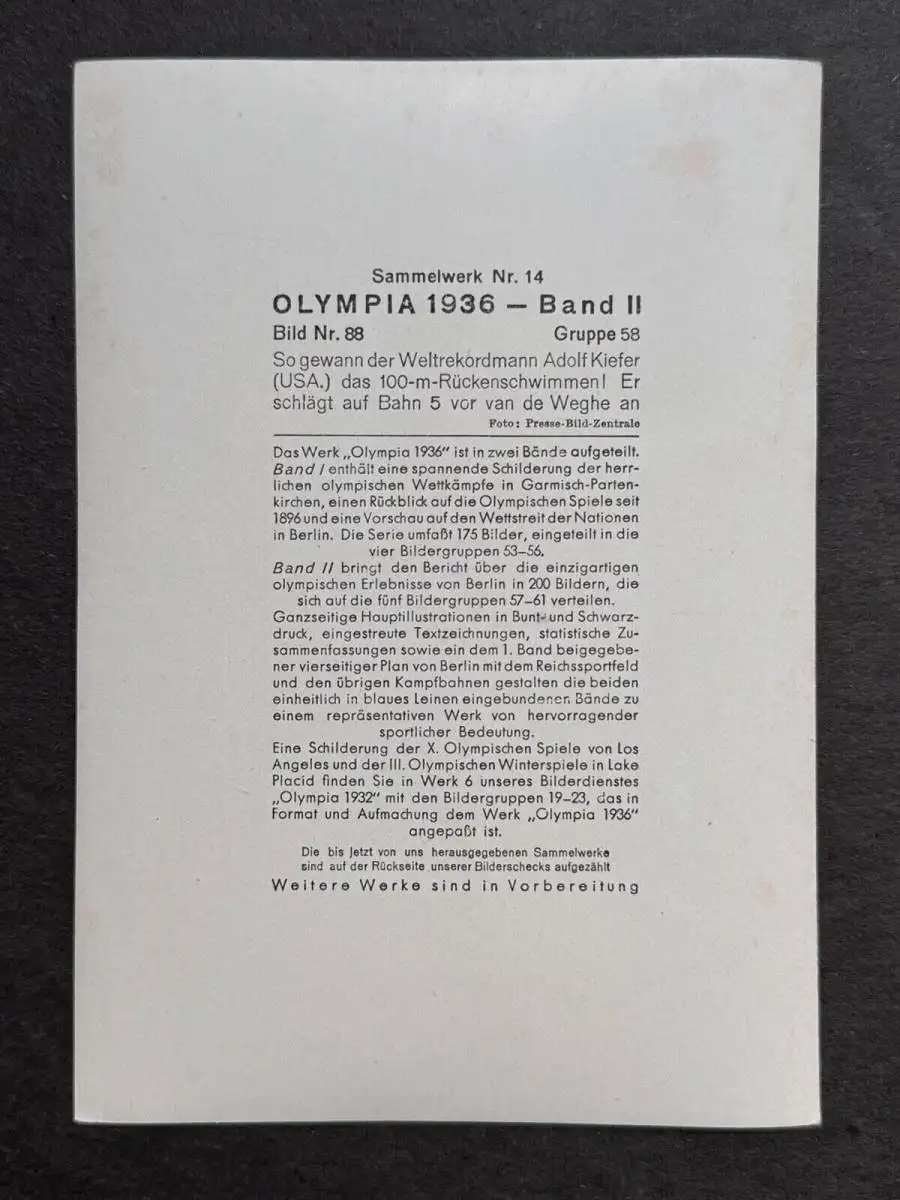 Sammelwerk Nr. 14
OLYMPIA 1936 — Band II
Bild Nr. 88 Gruppe 58
So gewann der Weltrekordmann Adolf Kiefer
(USA.) das 100-m-Rückenschwimmen! Er
schlägt auf Bahn 5 vor van de Weghe an
Foto: Presse-Bild-Zentrale
Das Werk „Olympia 1936“ ist in zwei Bände aufgeteilt.
Band I enthält eine spannende Schilderung der herr-
lichen olympischen Wettkämpfe in Garmisch-Parten-
kirchen, einen Rückblick auf die Olympischen Spiele seit
1896 und eine Vorschau auf den Wettstreit der Nationen
in Berlin. Die Serie umfaßt 175 Bilder, eingeteilt in die
vier Bildergruppen 53–56.
Band II bringt den Bericht über die einzigartigen
olympischen Erlebnisse von Berlin in 200 Bildern, die
sich auf die fünf Bildergruppen 57–61 verteilen.
Ganzseitige Hauptillustrationen in Bunt- und Schwarz-
druck, eingestreute Textzeichnungen, statistische Zu-
sammenfassungen sowie ein dem 1. Band beigegebe-
ner vierseitiger Plan von Berlin mit dem Reichssportfeld
und den übrigen Kampfbahnen gestalten die beiden
einheitlich in blaues Leinen eingebundenen Bände zu
einem repräsentativen Werk von hervorragender
sportlicher Bedeutung.
Eine Schilderung der X. Olympischen Spiele von Los
Angeles und der III. Olympischen Winterspiele in Lake
Placid finden Sie in Werk 6 unseres Bilderdienstes
„Olympia 1932“ mit den Bildergruppen 19–23, das in
Format und Aufmachung dem Werk „Olympia 1936“
angepaßt ist.
Die bis jetzt von uns herausgegebenen Sammelwerke
sind auf der Rückseite unserer Bilderschecks aufgezählt
Weitere Werke sind in Vorbereitung